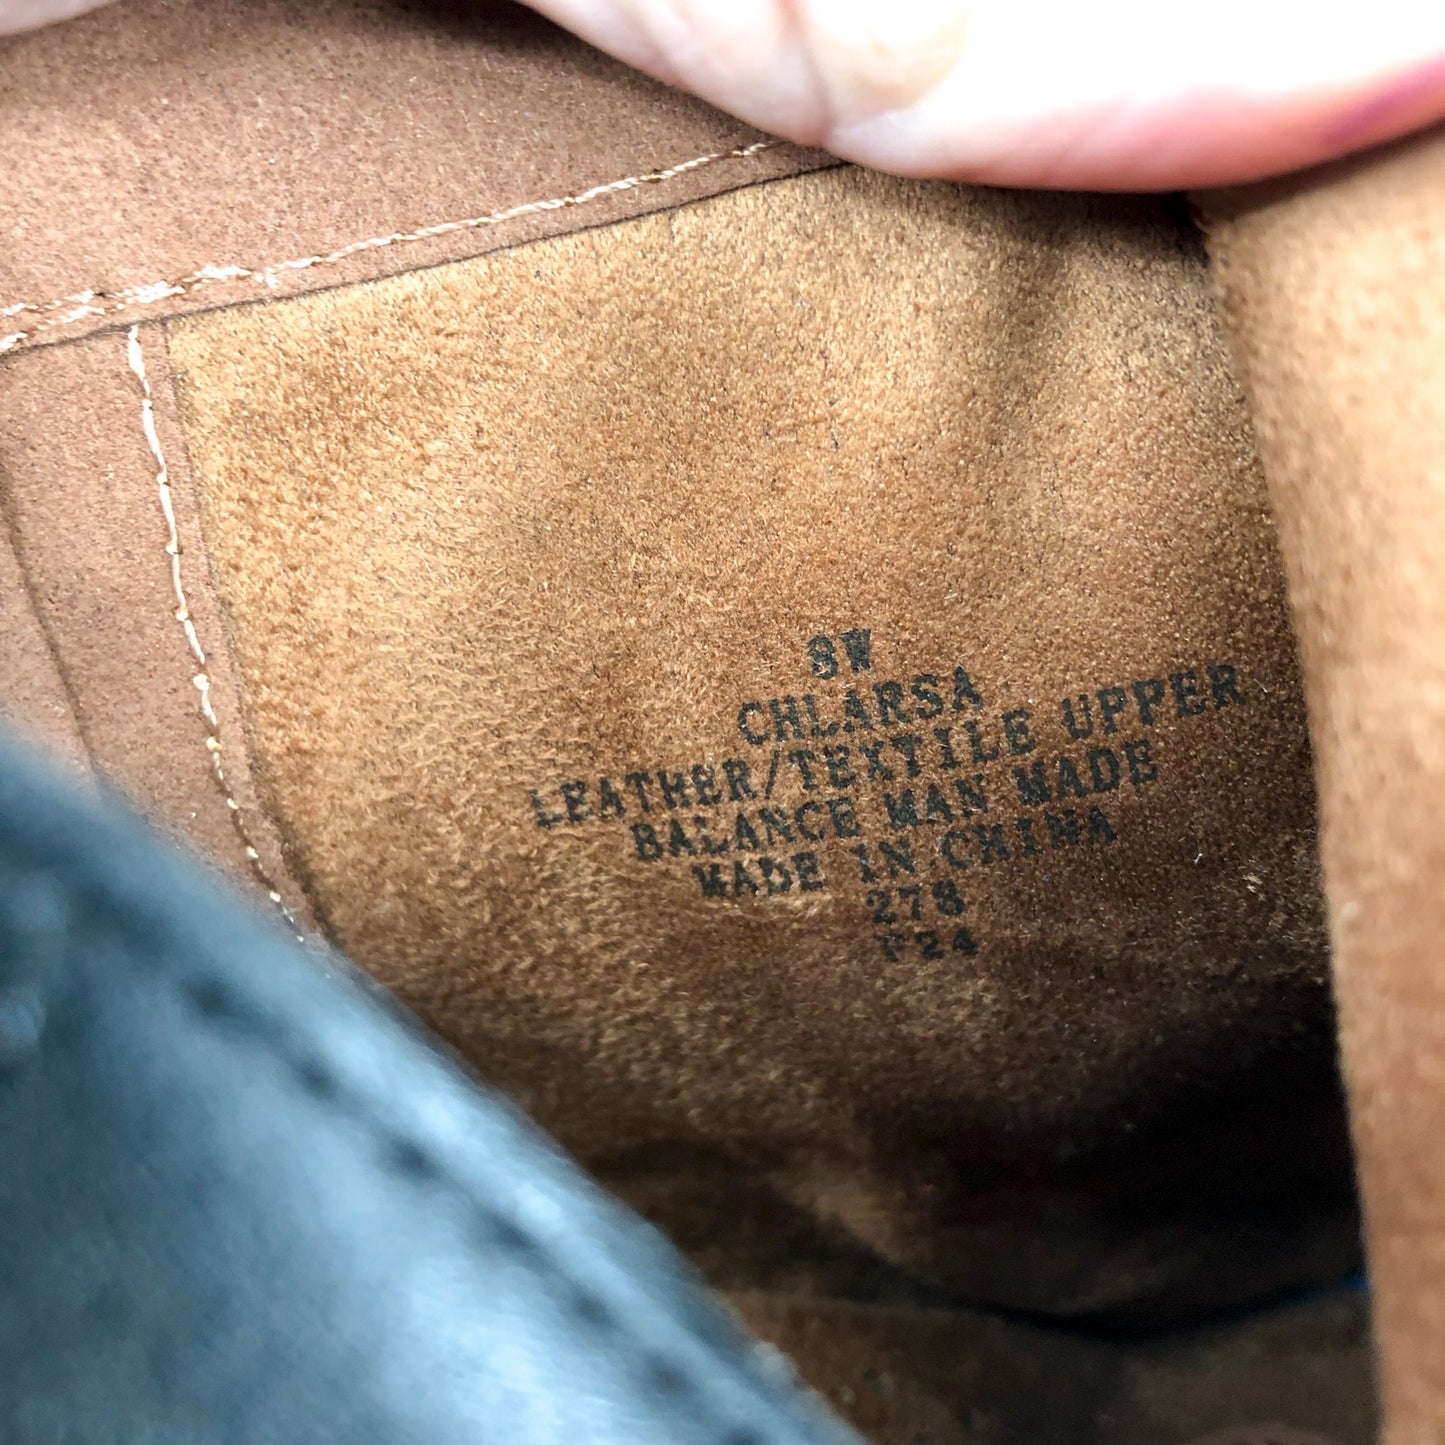 8W
CHLARSA
LEATHER/TEXTILE UPPER
BALANCE MAN MADE
MADE IN CHINA
278
F24